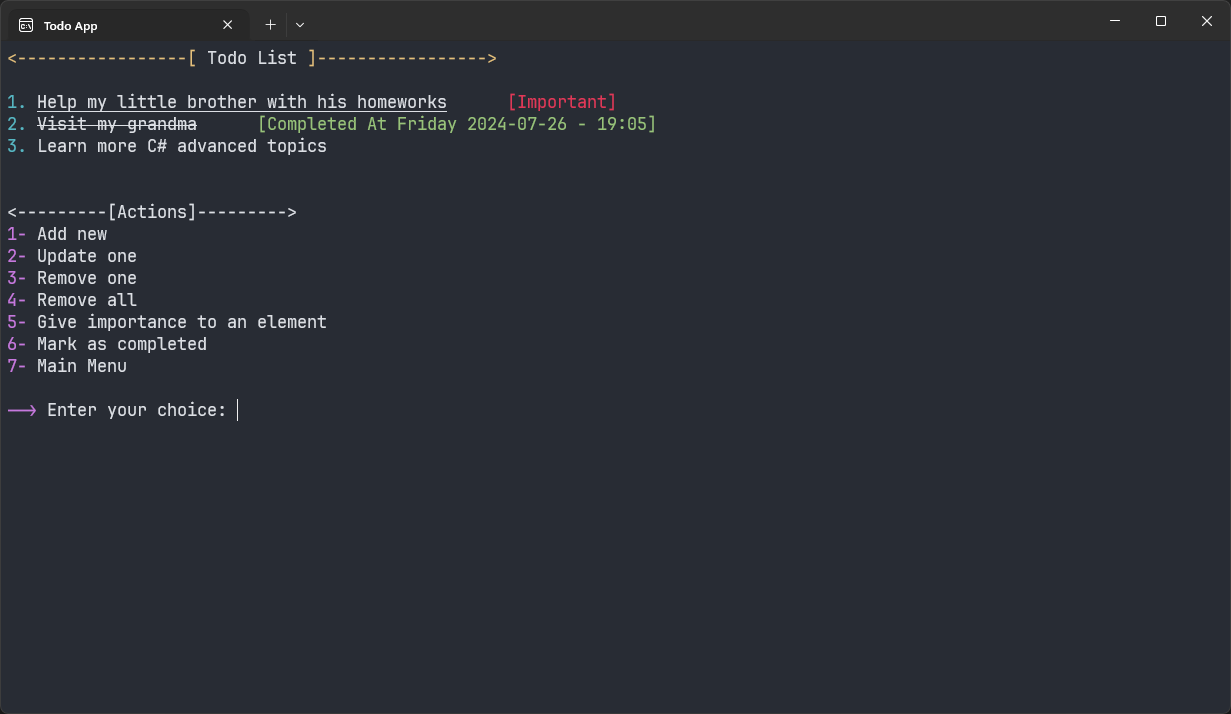 Todo App
<-----------------[ Todo List ]----------------->
1. Help my little brother with his homeworks [Important]
2. Visit my grandma [Completed At Friday 2024-07-26 - 19:05]
3. Learn more C# advanced topics
<---------[Actions]--------->
1- Add new
2- Update one
3- Remove one
4- Remove all
5- Give importance to an element
6- Mark as completed
7- Main Menu
--> Enter your choice: